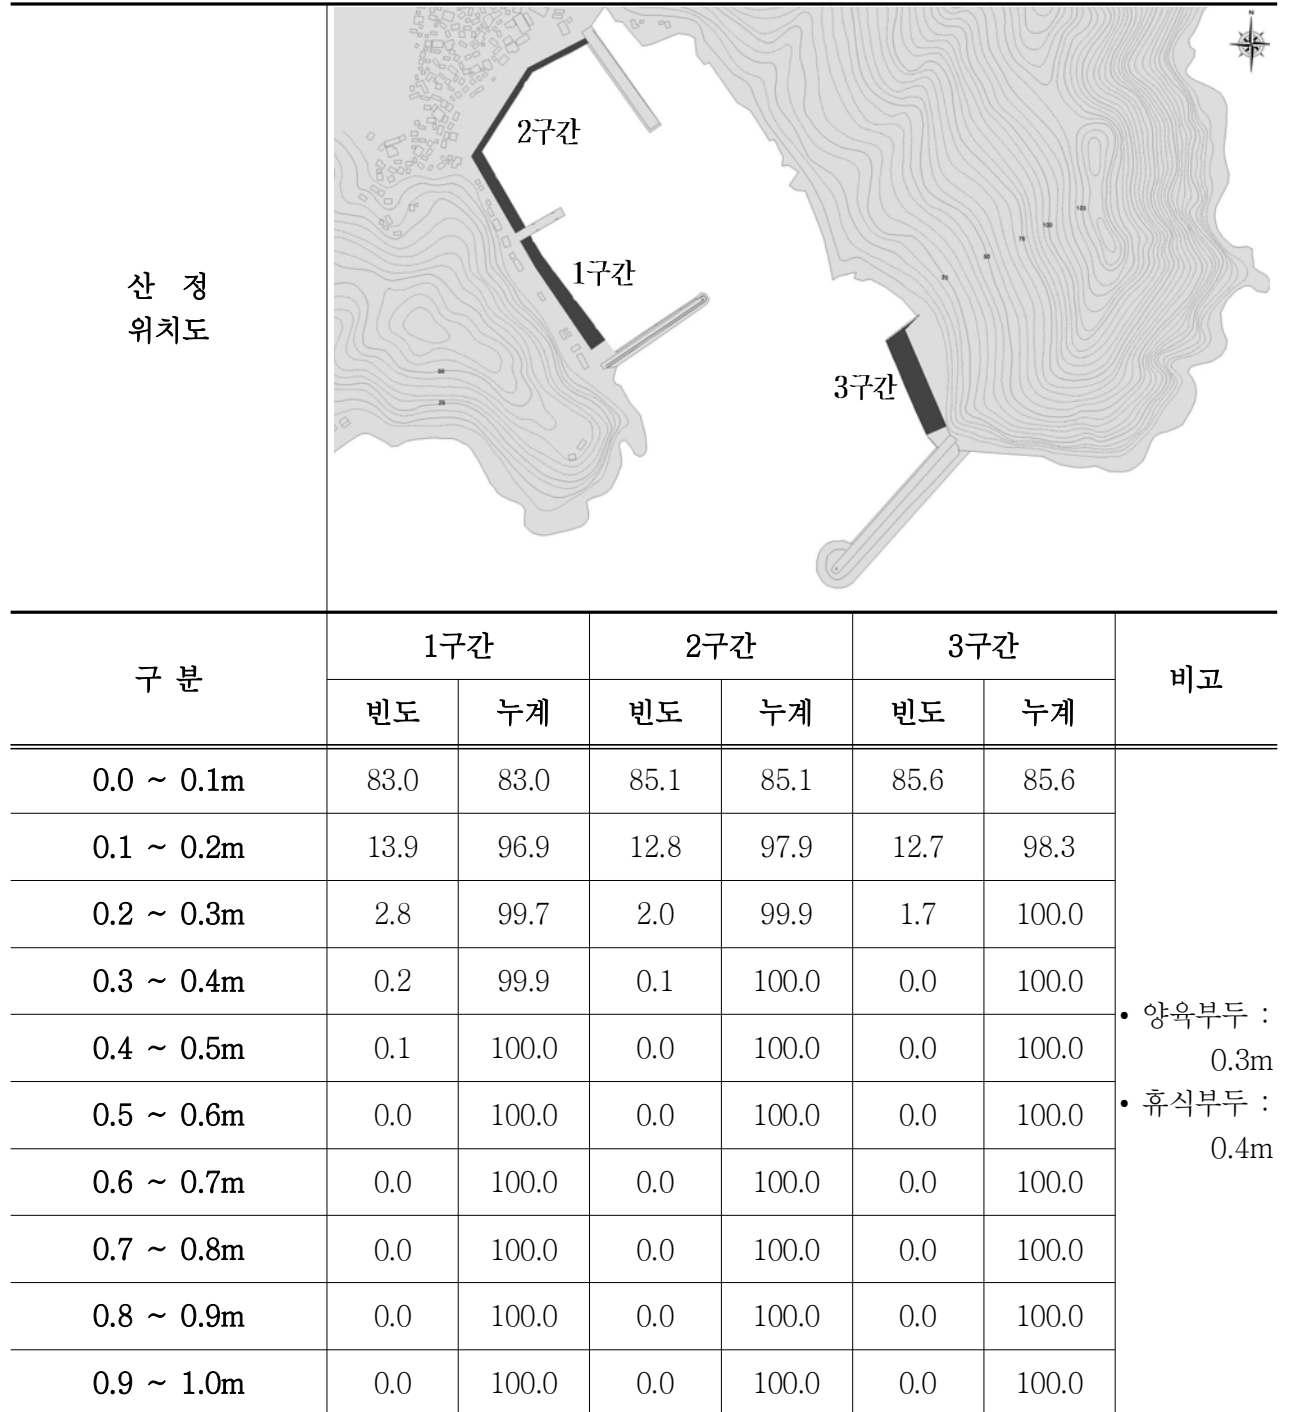 산 정
위치도
N
2구간
1구간
3구간
125
100
75
50
25
50
25
구 분
1구간
2구간
3구간
비고
빈도
누계
빈도
누계
빈도
누계
0.0 ~ 0.1m 83.0 83.0 85.1 85.1 85.6 85.6
0.1 ~ 0.2m 13.9 96.9 12.8 97.9 12.7 98.3
0.2 ~ 0.3m 2.8 99.7 2.0 99.9 1.7 100.0
0.3 ~ 0.4m 0.2 99.9 0.1 100.0 0.0 100.0
0.4 ~ 0.5m 0.1 100.0 0.0 100.0 0.0 100.0
0.5 ~ 0.6m 0.0 100.0 0.0 100.0 0.0 100.0
0.6 ~ 0.7m 0.0 100.0 0.0 100.0 0.0 100.0
0.7 ~ 0.8m 0.0 100.0 0.0 100.0 0.0 100.0
0.8 ~ 0.9m 0.0 100.0 0.0 100.0 0.0 100.0
0.9 ~ 1.0m 0.0 100.0 0.0 100.0 0.0 100.0
• 양육부두 :
0.3m
• 휴식부두 :
0.4m